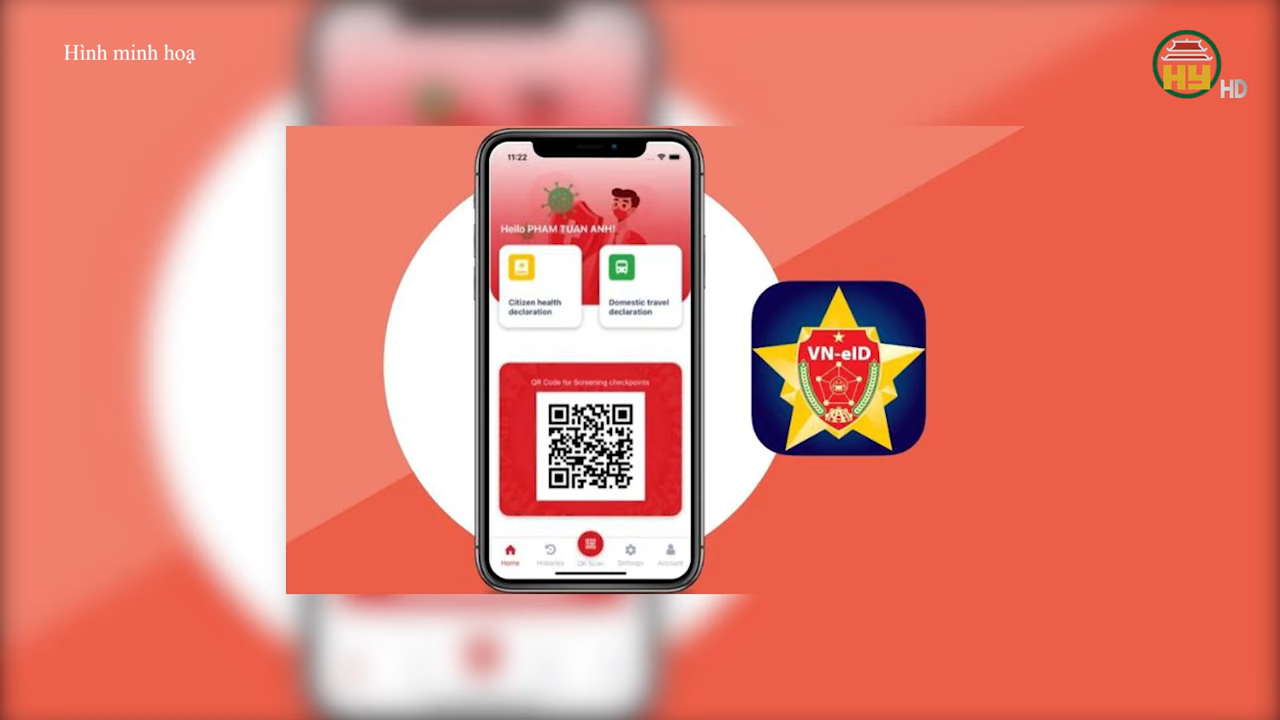 Hình minh hoạ
HY
HD
11:22
Hello PHAM TUAN ANH!
Citizen health
declaration
Domestic travel
declaration
VN-eID
QR Code for Screening checkpoints
Home
Histories
QR Scan
Settings
Account